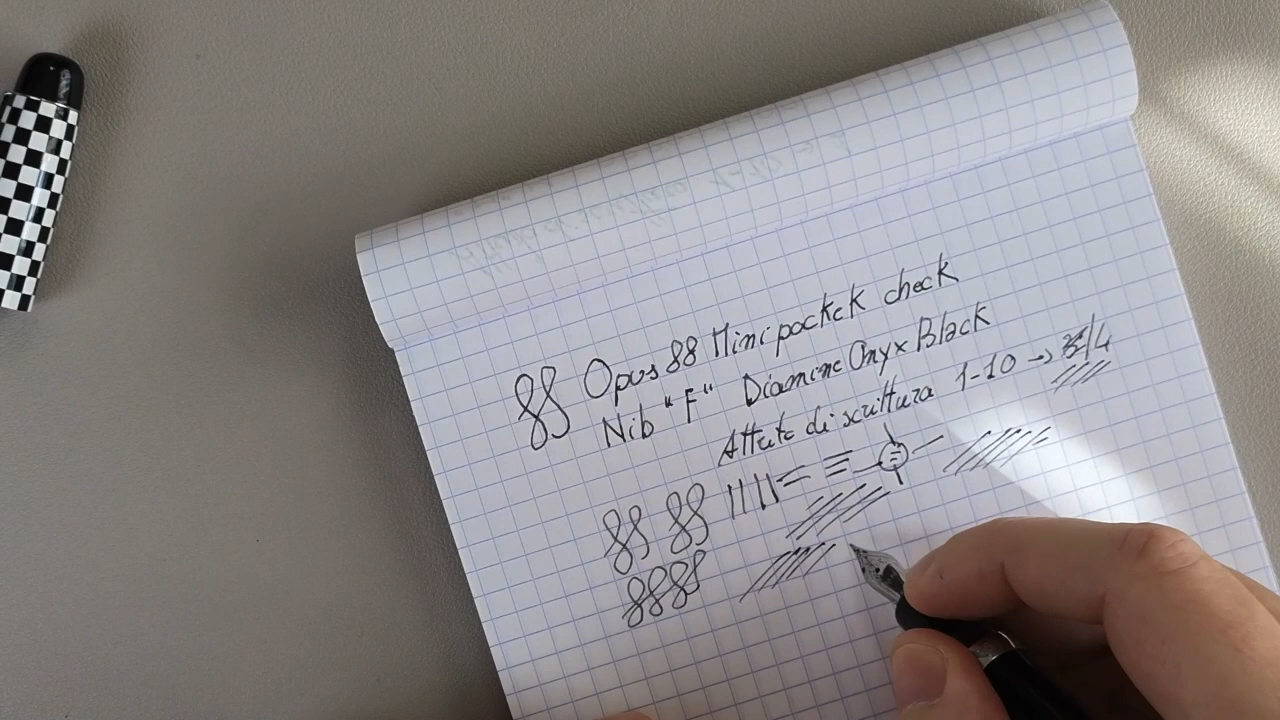 Opus 88 Mini pocket check
Nib "F" Diamine Onyx Black
Attrito di scrittura 1-10 → 3/4